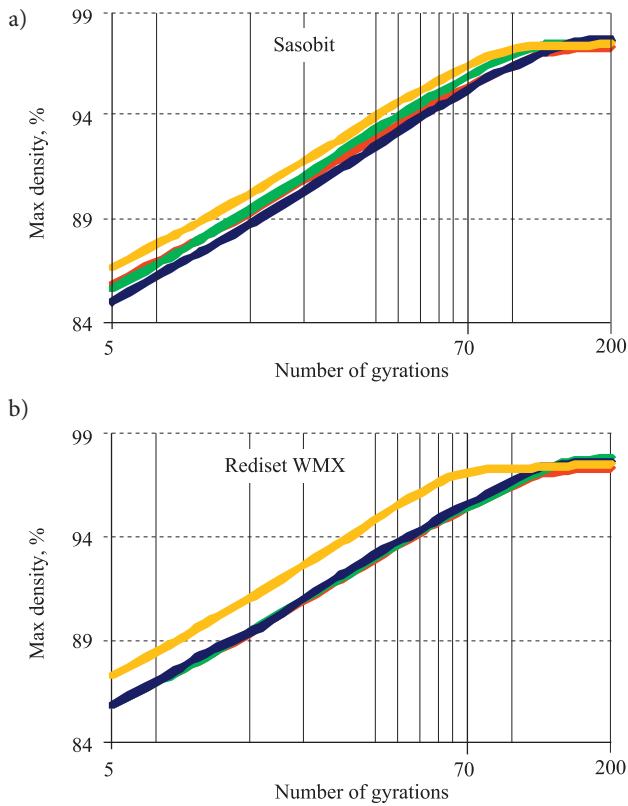 a)
99
Sasobit
94
Max density, %
89
84
5
70
200
Number of gyrations
b)
99
Rediset WMX
94
Max density, %
89
84
5
70
200
Number of gyrations